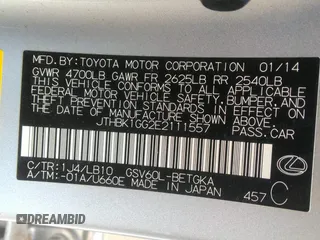 MFD.BY:TOYOTA MOTOR CORPORATION 01/14
GVWR 4700LB GAWR FR 2625LB RR 2540LB
THIS VEHICLE CONFORMS TO ALL APPLICABLE
FEDERAL MOTOR VEHICLE SAFETY,BUMPER,AND
THEFT PREVENTION STANDARDS IN EFFECT ON
THE DATE OF MANUFACTURE SHOWN ABOVE.
JTHBK1GG2E2111557 PASS.CAR
C/TR:1J4/LB10 GSV60L-BETGKA
A/TM:-01A/U660E MADE IN JAPAN 457 C
DREAMBID